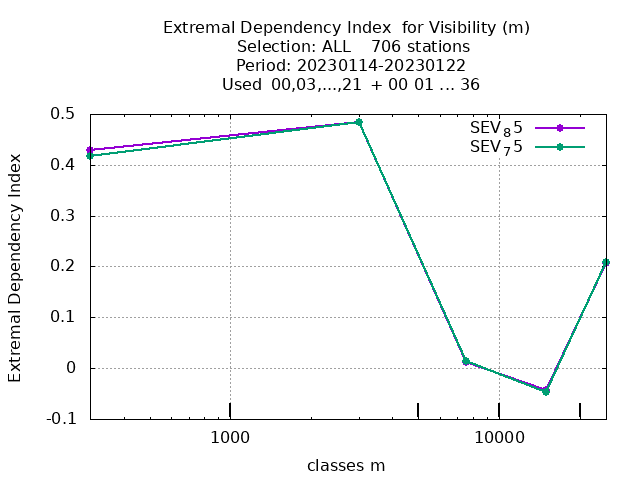 Extremal Dependency Index  for Visibility (m)
Selection: ALL    706 stations
Period: 20230114-20230122
Used  00,03,...,21  + 00 01 ... 36
SEV₈5
SEV₇5
0.5
0.4
0.3
0.2
0.1
0
-0.1
Extremal Dependency Index
1000
10000
classes m